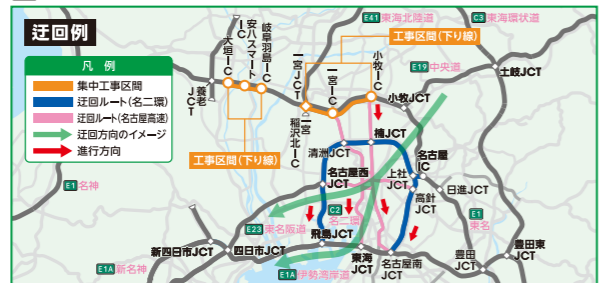 迂回例
凡 例
集中工事区間
迂回ルート(名二環)
迂回ルート(名古屋高速)
迂回方向のイメージ
進行方向
E41 東海北陸道
C3 東海環状道
工事区間(下り線)
岐阜羽島IC
安八スマートIC
大垣IC
養老JCT
一宮JCT
一宮IC
小牧IC
E19 中央道
土岐JCT
小牧JCT
一宮稲沢北IC
工事区間(下り線)
清洲JCT
楠JCT
名古屋IC
名古屋西JCT
上社JCT
高針JCT
日進JCT
E1 名神
C2 名二環
E23 東名阪道
E1 東名
飛島JCT
新四日市JCT
四日市JCT
東海JCT
名古屋南JCT
豊田JCT
豊田東JCT
E1A 新名神
E1A 伊勢湾岸道